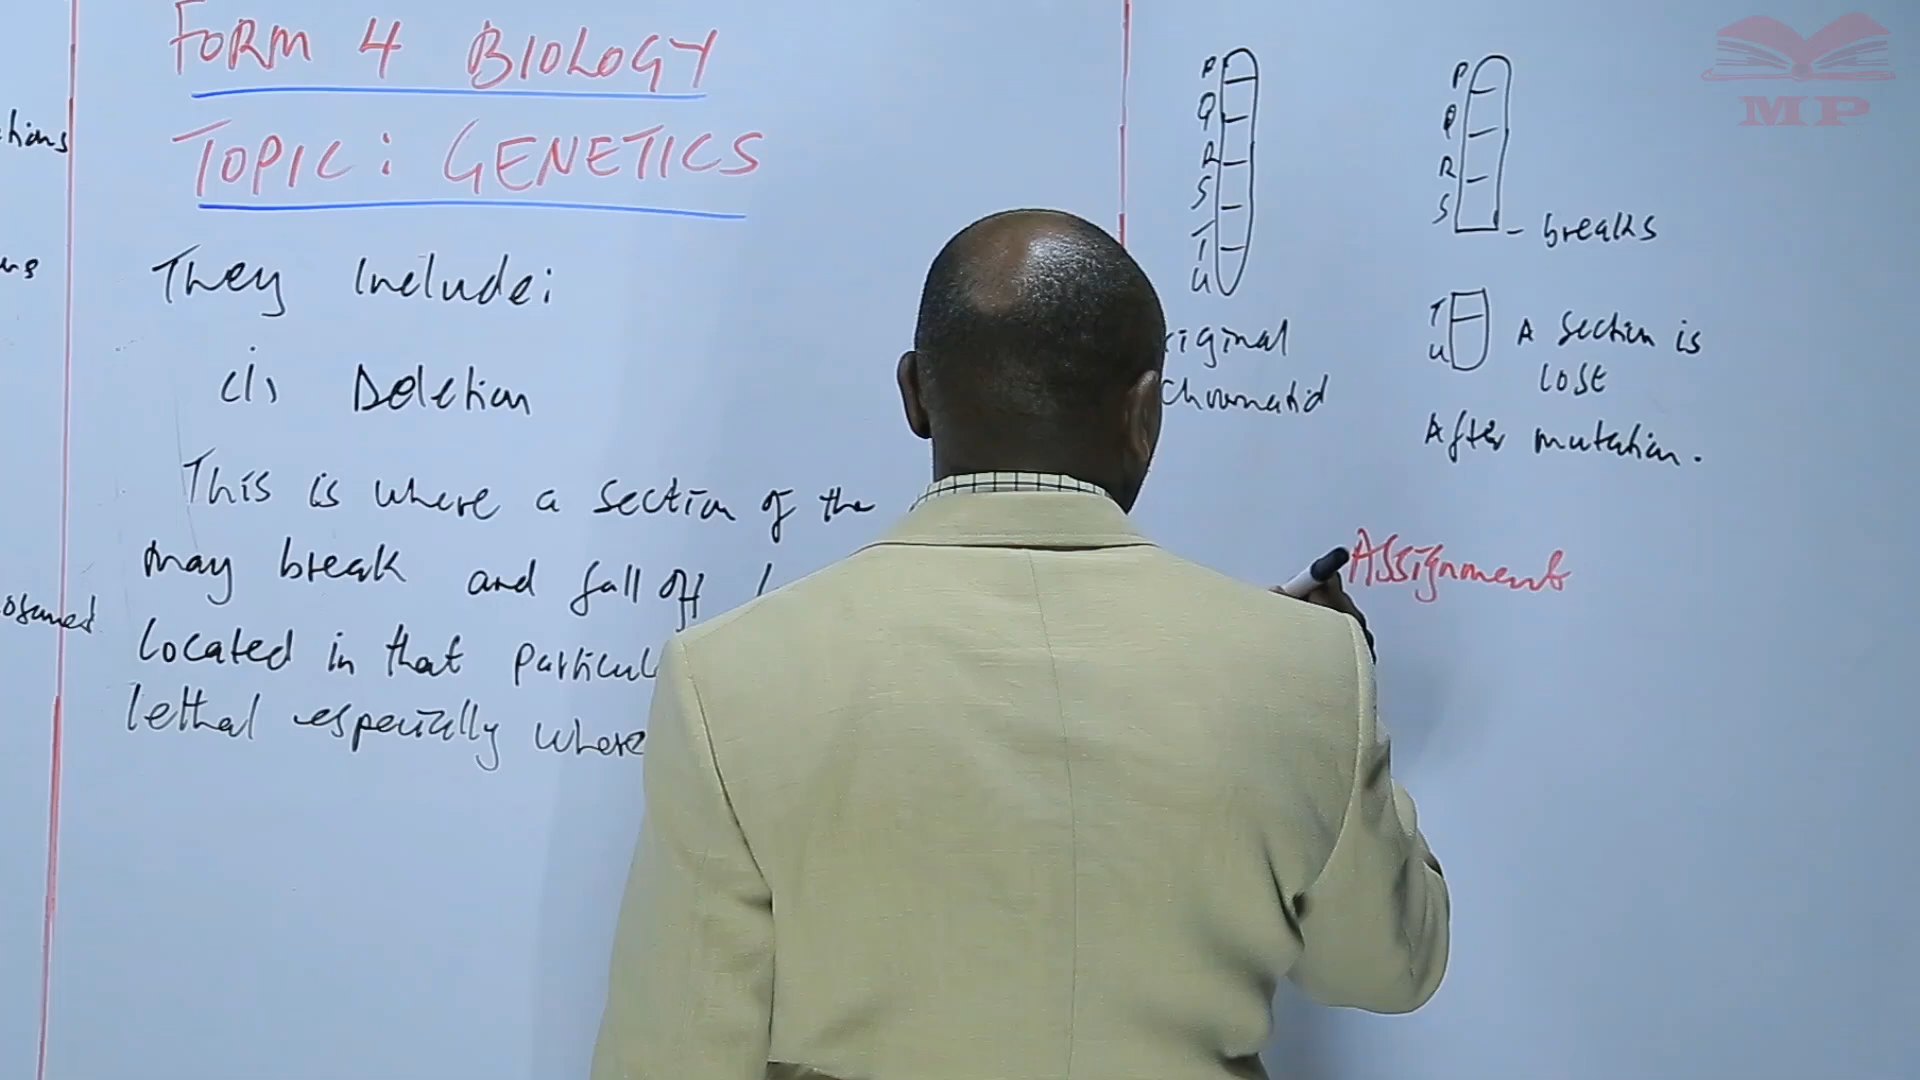 FORM 4 BIOLOGY
TOPIC: GENETICS
They Include:
(i) Deletion
This is where a section of the
may break and fall off
Located in that
lethal especially where
P
Q
R
S
T
U
Chromatid
P
Q
R
S
- breaks
T
U
A section is
lost
After mutation.
Assignment
MP